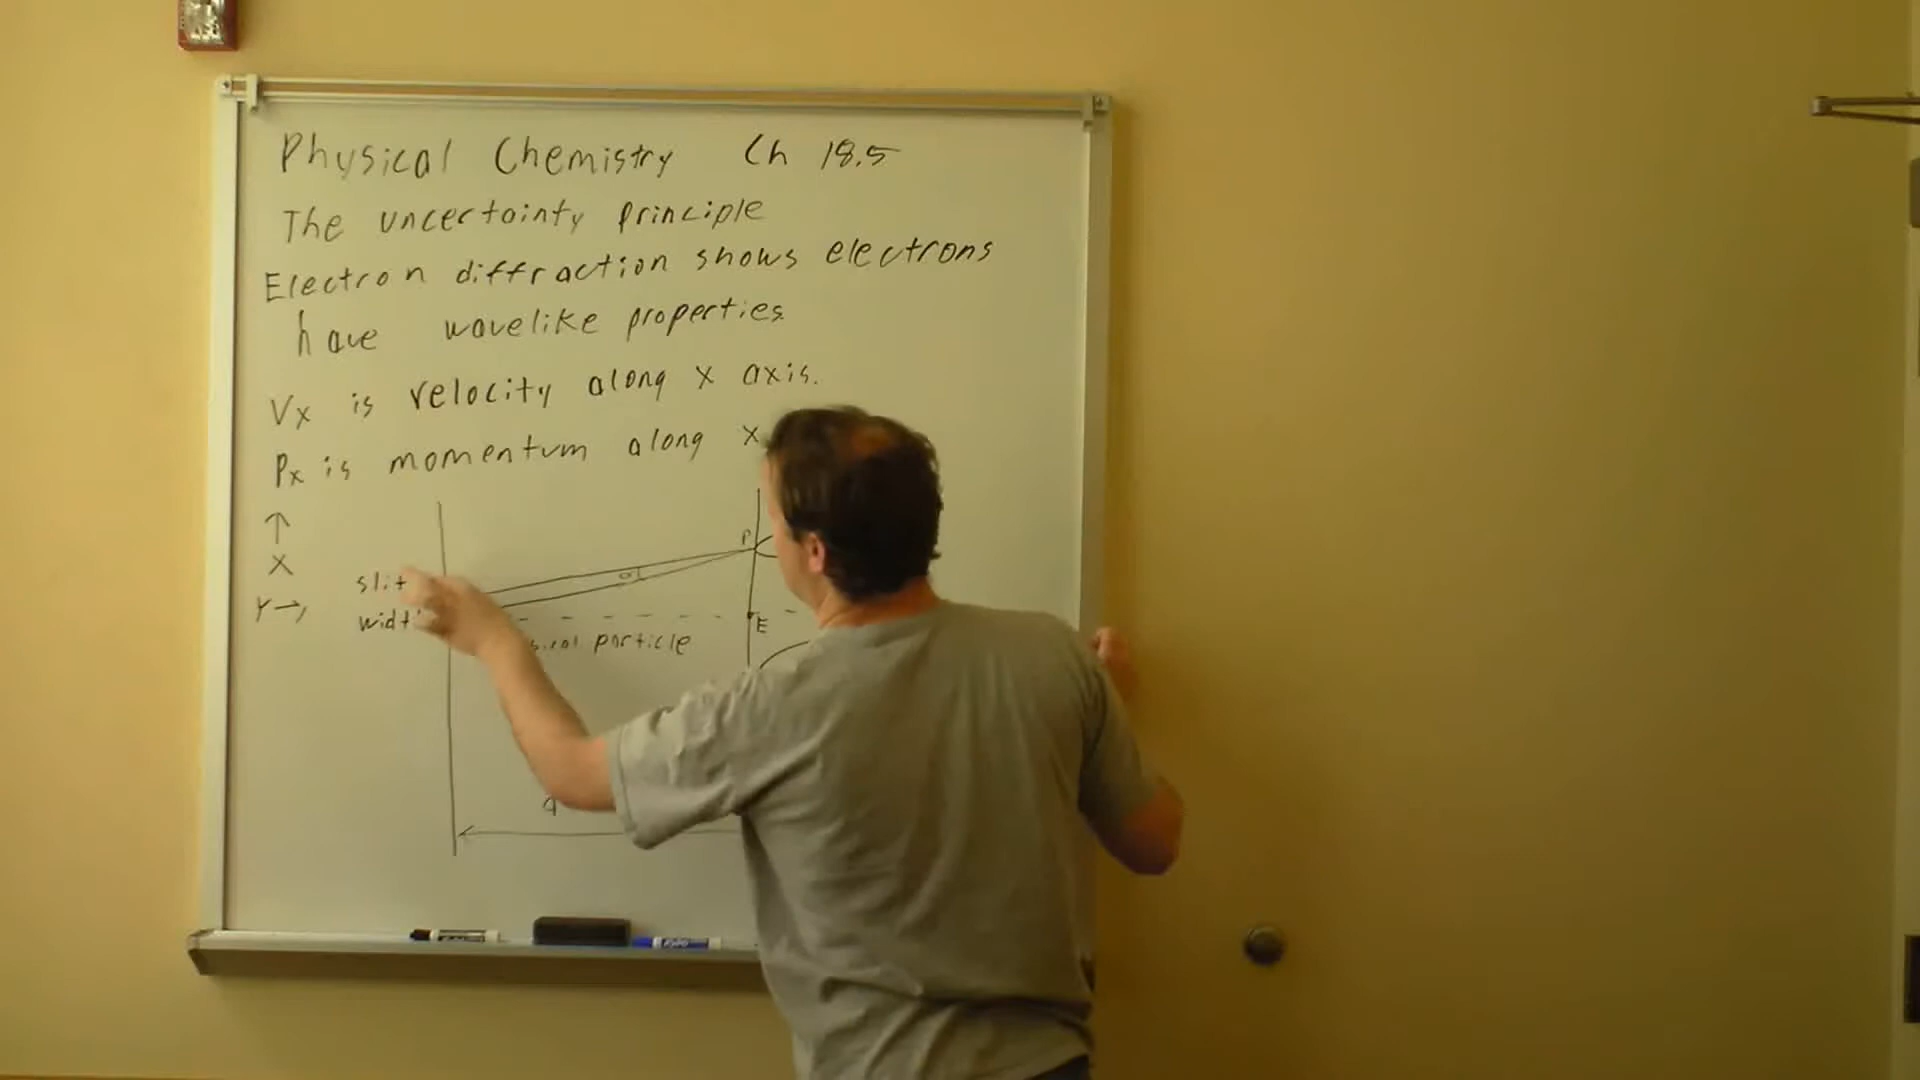 Physical Chemistry Ch 18.5
The uncertainty principle
Electron diffraction shows electrons
have wavelike properties
Vx is velocity along x axis.
Px is momentum along x
↑
X
Y→
slit
P
E
particle